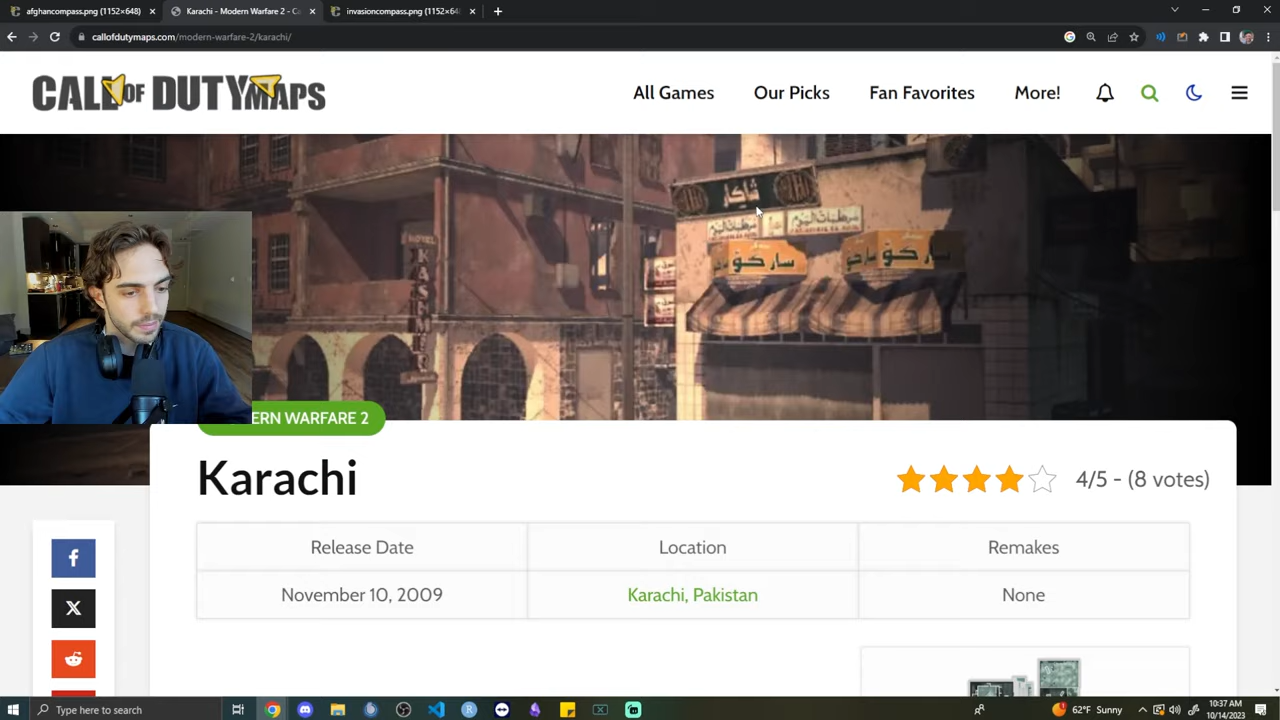 afghancompass.png (1152×648)
Karachi - Modern Warfare 2 - Ca
invasioncompass.png (1152×64
callofdutymaps.com/modern-warfare-2/karachi/
CALL OF DUTY MAPS
All Games
Our Picks
Fan Favorites
More!
HOTEL
ERN WARFARE 2
Karachi
4/5 - (8 votes)
Release Date
Location
Remakes
November 10, 2009
Karachi, Pakistan
None
Type here to search
62°F Sunny
10:37 AM
10/14/2023